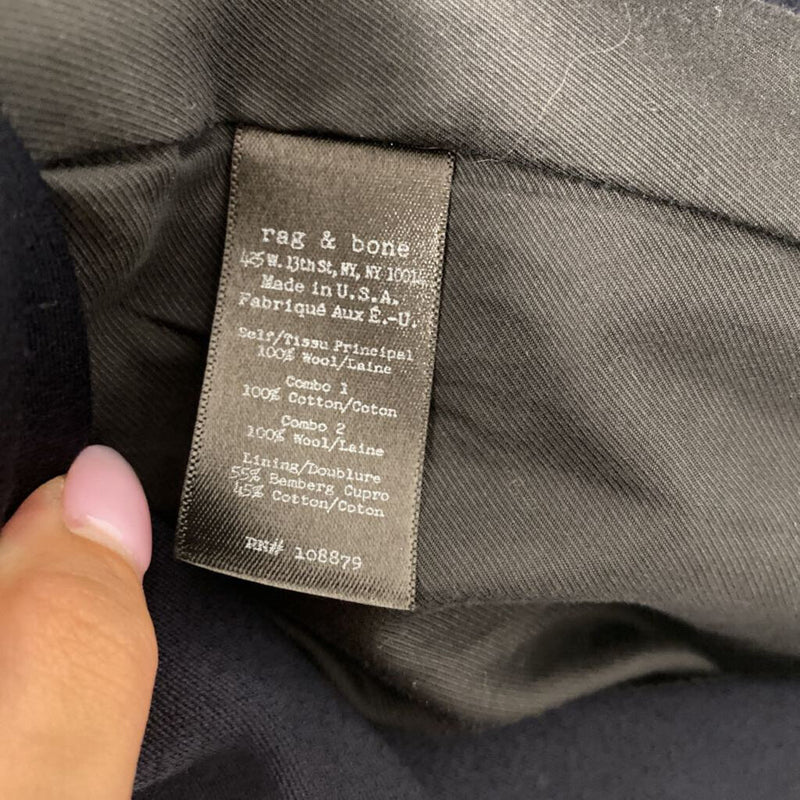 rag & bone
425 W. 13th St, NY, NY 10014
Made in U.S.A.
Fabriqué Aux É.-U.
Self/Tissu Principal
100% Wool/Laine
Combo 1
100% Cotton/Coton
Combo 2
100% Wool/Laine
Lining/Doublure
55% Bemberg Cupro
45% Cotton/Coton
RN# 108879